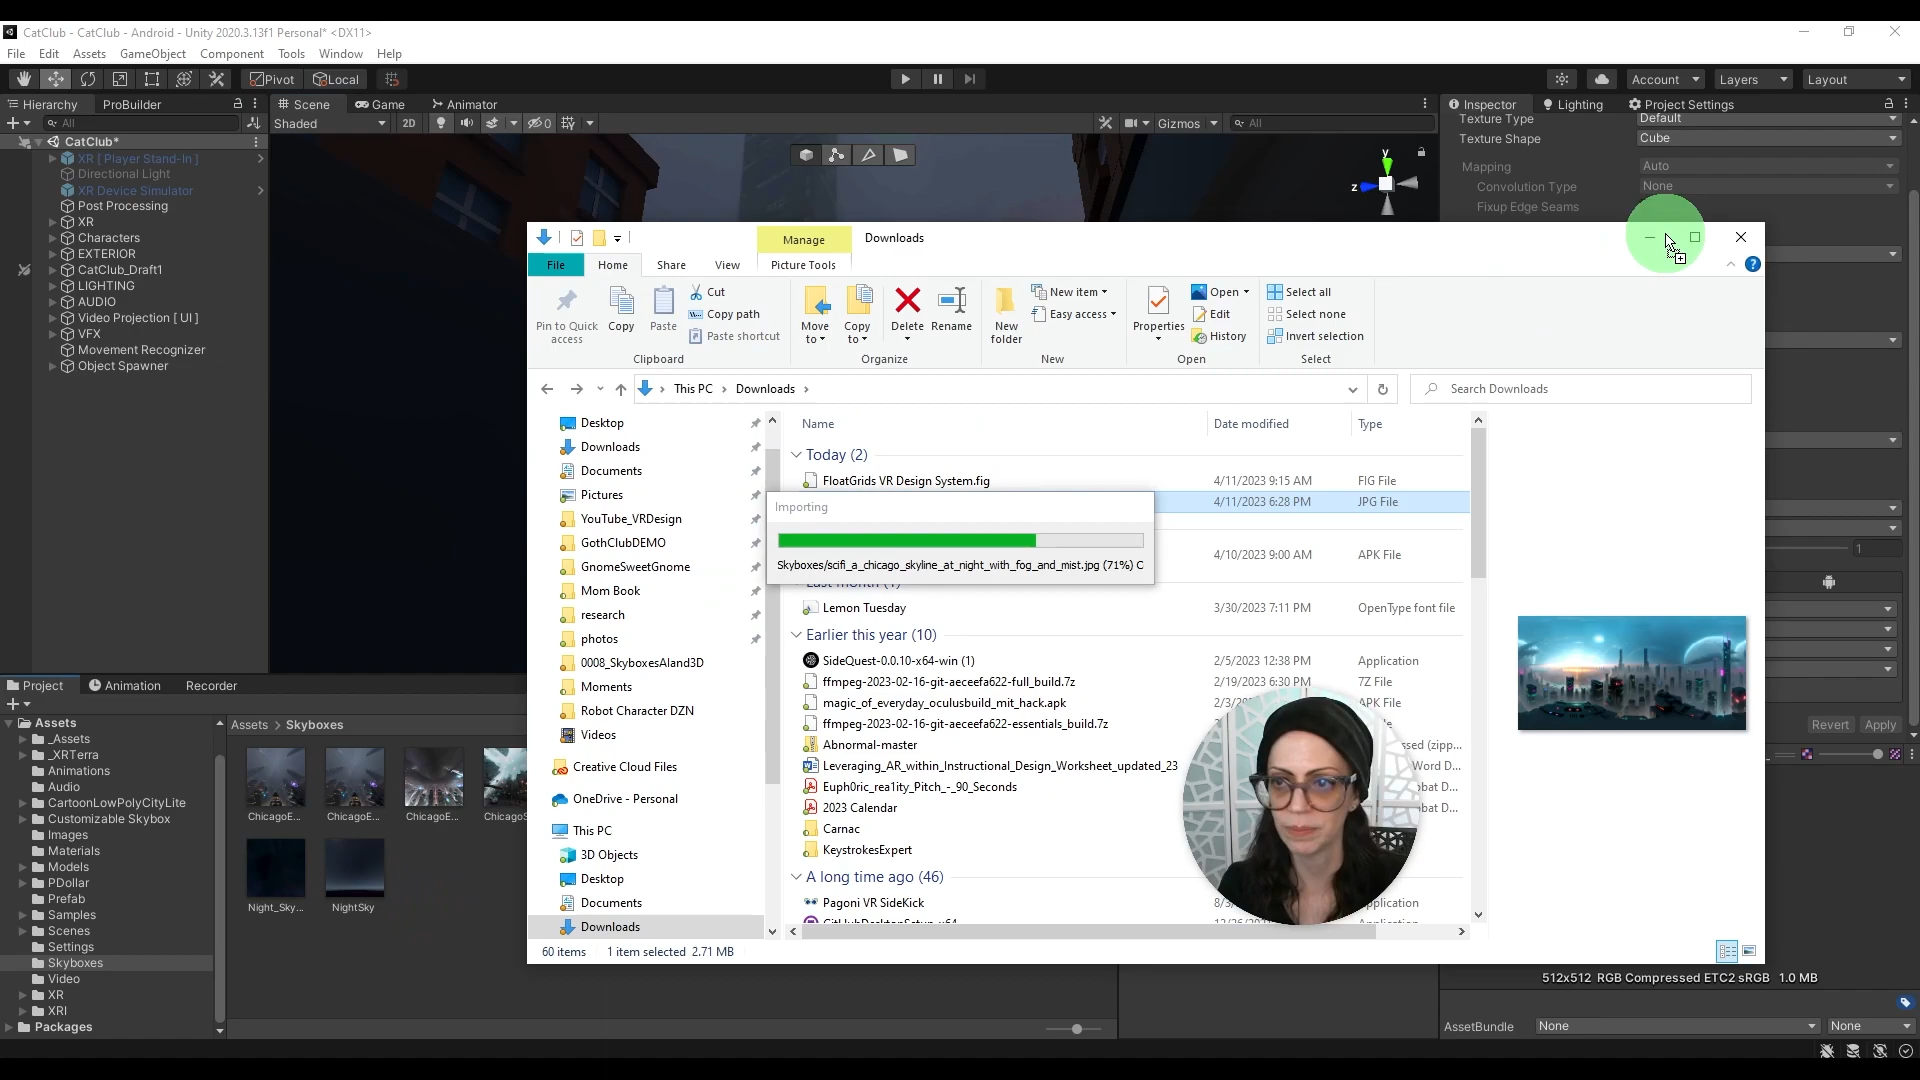 CatClub - CatClub - Android - Unity 2020.3.13f1 Personal* <DX11>
File Edit Assets GameObject Component Tools Window Help
Pivot Local Account Layers Layout
Hierarchy ProBuilder Scene Game Animator Inspector Lighting Project Settings
All Shaded 2D 0 Gizmos All
Texture Type Default
Texture Shape Cube
Mapping Auto
Convolution Type None
Fixup Edge Seams
CatClub*
XR [ Player Stand-In ]
Directional Light
XR Device Simulator
Post Processing
XR
Characters
EXTERIOR
CatClub_Draft1
LIGHTING
AUDIO
Video Projection [ UI ]
VFX
Movement Recognizer
Object Spawner
y
z
Manage Downloads
File Home Share View Picture Tools
Pin to Quick access
Copy
Paste
Cut
Copy path
Paste shortcut
Clipboard
Move to
Copy to
Delete
Rename
Organize
New folder
New item
Easy access
New
Properties
Open
Edit
History
Open
Select all
Select none
Invert selection
Select
This PC Downloads
Search Downloads
Desktop
Downloads
Documents
Pictures
YouTube_VRDesign
GothClubDEMO
GnomeSweetGnome
Mom Book
research
photos
0008_SkyboxesAland3D
Moments
Robot Character DZN
Videos
Creative Cloud Files
OneDrive - Personal
This PC
3D Objects
Desktop
Documents
Downloads
Name Date modified Type
Today (2)
FloatGrids VR Design System.fig 4/11/2023 9:15 AM FIG File
4/11/2023 6:28 PM JPG File
4/10/2023 9:00 AM APK File
Importing
Skyboxes/scifi_a_chicago_skyline_at_night_with_fog_and_mist.jpg (71%) C
Last month (1)
Lemon Tuesday 3/30/2023 7:11 PM OpenType font file
Earlier this year (10)
SideQuest-0.0.10-x64-win (1) 2/5/2023 12:38 PM Application
ffmpeg-2023-02-16-git-aeceefa622-full_build.7z 2/19/2023 6:30 PM 7Z File
magic_of_everyday_oculusbuild_mit_hack.apk APK File
ffmpeg-2023-02-16-git-aeceefa622-essentials_build.7z
Abnormal-master
Leveraging_AR_within_Instructional_Design_Worksheet_updated_23
Euph0ric_rea1ity_Pitch_-_90_Seconds
2023 Calendar
Carnac
KeystrokesExpert
A long time ago (46)
Pagoni VR SideKick
60 items 1 item selected 2.71 MB
1
Revert Apply
Project Animation Recorder
Assets
_Assets
_XRTerra
Animations
Audio
CartoonLowPolyCityLite
Customizable Skybox
Images
Materials
Models
PDollar
Prefab
Samples
Scenes
Settings
Skyboxes
Video
XR
XRI
Packages
Assets > Skyboxes
ChicagoE... ChicagoE... ChicagoE...
Night_Sky... NightSky
512x512 RGB Compressed ETC2 sRGB 1.0 MB
AssetBundle None None